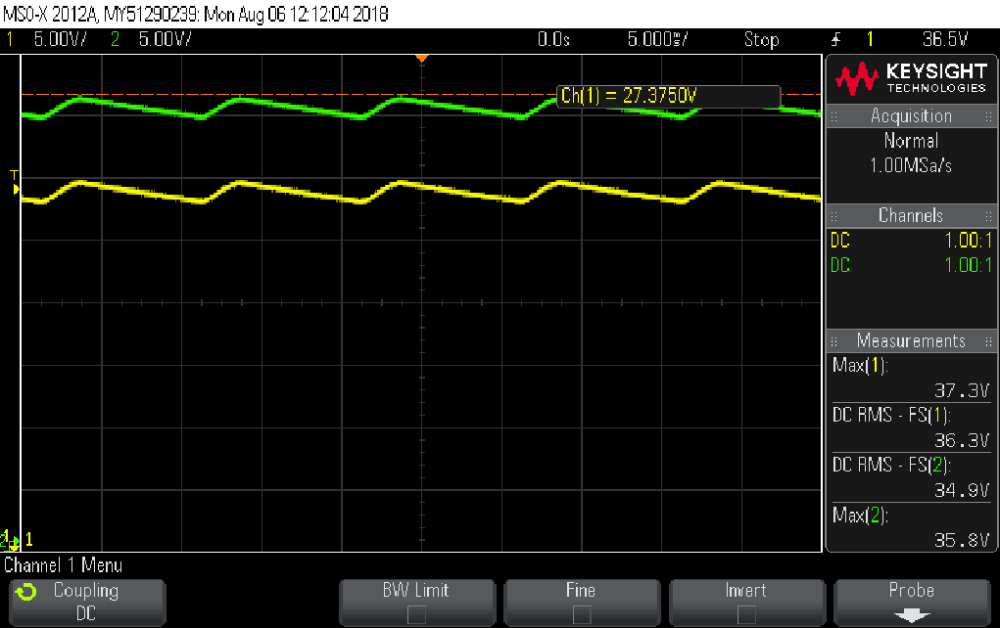 MSO-X 2012A, MY51290239: Mon Aug 06 12:12:04 2018
1 5.00V/ 2 5.00V/ 0.0s 5.000ms/ Stop 1 36.5V
KEYSIGHT
TECHNOLOGIES
Ch(1) = 27.3750V
Acquisition
Normal
1.00MSa/s
T
Channels
DC 1.00:1
DC 1.00:1
Measurements
Max(1):
37.3V
DC RMS - FS(1):
36.3V
DC RMS - FS(2):
34.9V
Max(2):
35.8V
1
Channel 1 Menu
Coupling BW Limit Fine Invert Probe
DC